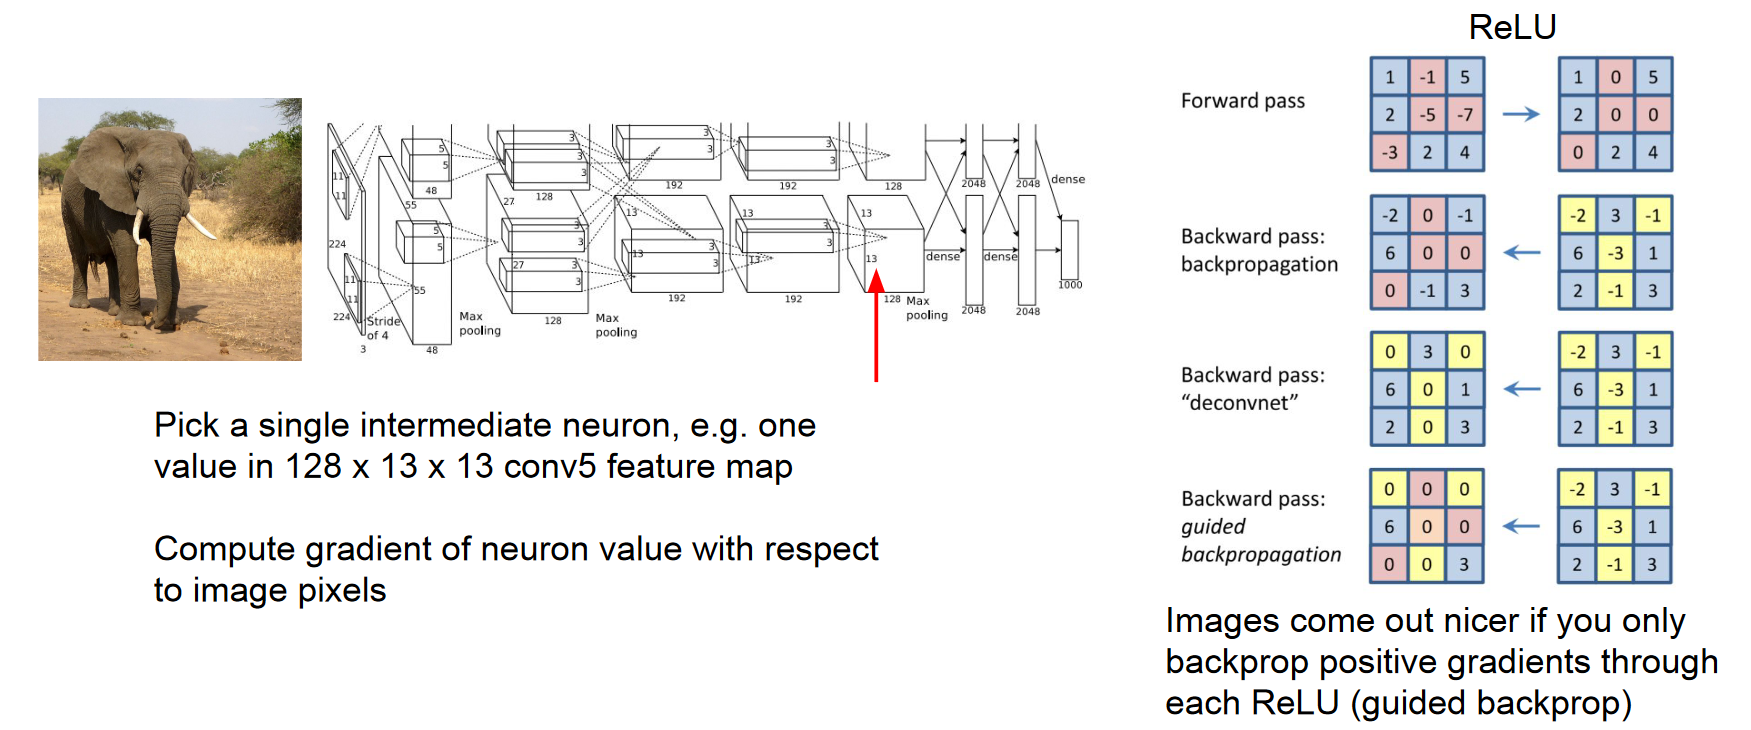 ReLU
Forward pass
1 -1 5
2 -5 -7
-3 2 4
1 0 5
2 0 0
0 2 4
Backward pass:
backpropagation
-2 0 -1
6 0 0
0 -1 3
-2 3 -1
6 -3 1
2 -1 3
Backward pass:
“deconvnet”
0 3 0
6 0 1
2 0 3
-2 3 -1
6 -3 1
2 -1 3
Backward pass:
guided
backpropagation
0 0 0
6 0 0
0 0 3
-2 3 -1
6 -3 1
2 -1 3
Images come out nicer if you only
backprop positive gradients through
each ReLU (guided backprop)
11
11
224
11
11
224
3
Stride
of 4
5
5
48
55
5
5
55
48
Max
pooling
3
3
3
128
27
3
3
27
3
3
128
Max
pooling
3
3
192
13
3
13
3
192
3
192
13
3
3
13
192
128
13
13
128
Max
pooling
2048
2048
dense
dense
dense
2048
2048
1000
Pick a single intermediate neuron, e.g. one
value in 128 x 13 x 13 conv5 feature map
Compute gradient of neuron value with respect
to image pixels